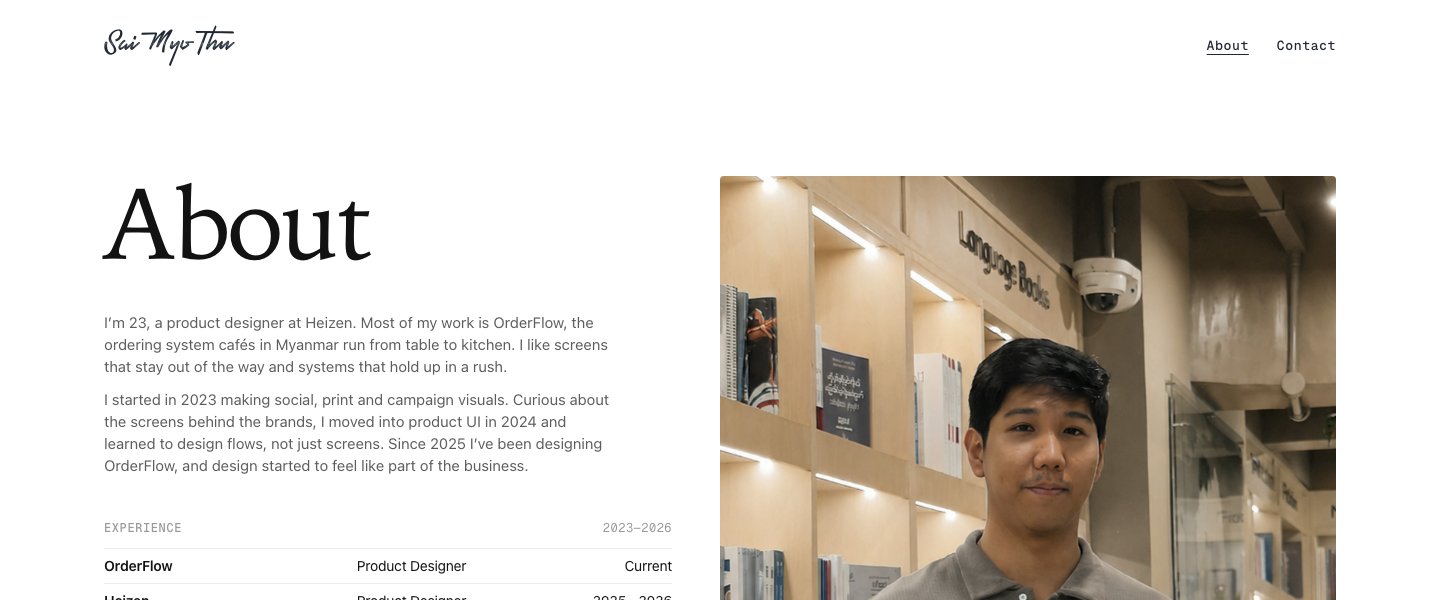 Sai Myo Thu
About
Contact
About
Language Books
I’m 23, a product designer at Heizen. Most of my work is OrderFlow, the
ordering system cafés in Myanmar run from table to kitchen. I like screens
that stay out of the way and systems that hold up in a rush.
I started in 2023 making social, print and campaign visuals. Curious about
the screens behind the brands, I moved into product UI in 2024 and
learned to design flows, not just screens. Since 2025 I’ve been designing
OrderFlow, and design started to feel like part of the business.
EXPERIENCE
2023–2026
OrderFlow
Product Designer
Current